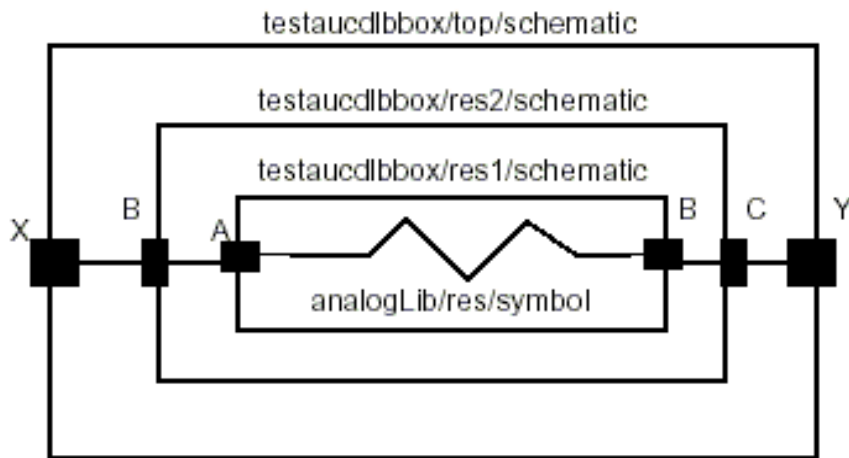 testaucdlbbox/top/schematic
testaucdlbbox/res2/schematic
testaucdlbbox/res1/schematic
X
B
A
B
C
Y
analogLib/res/symbol